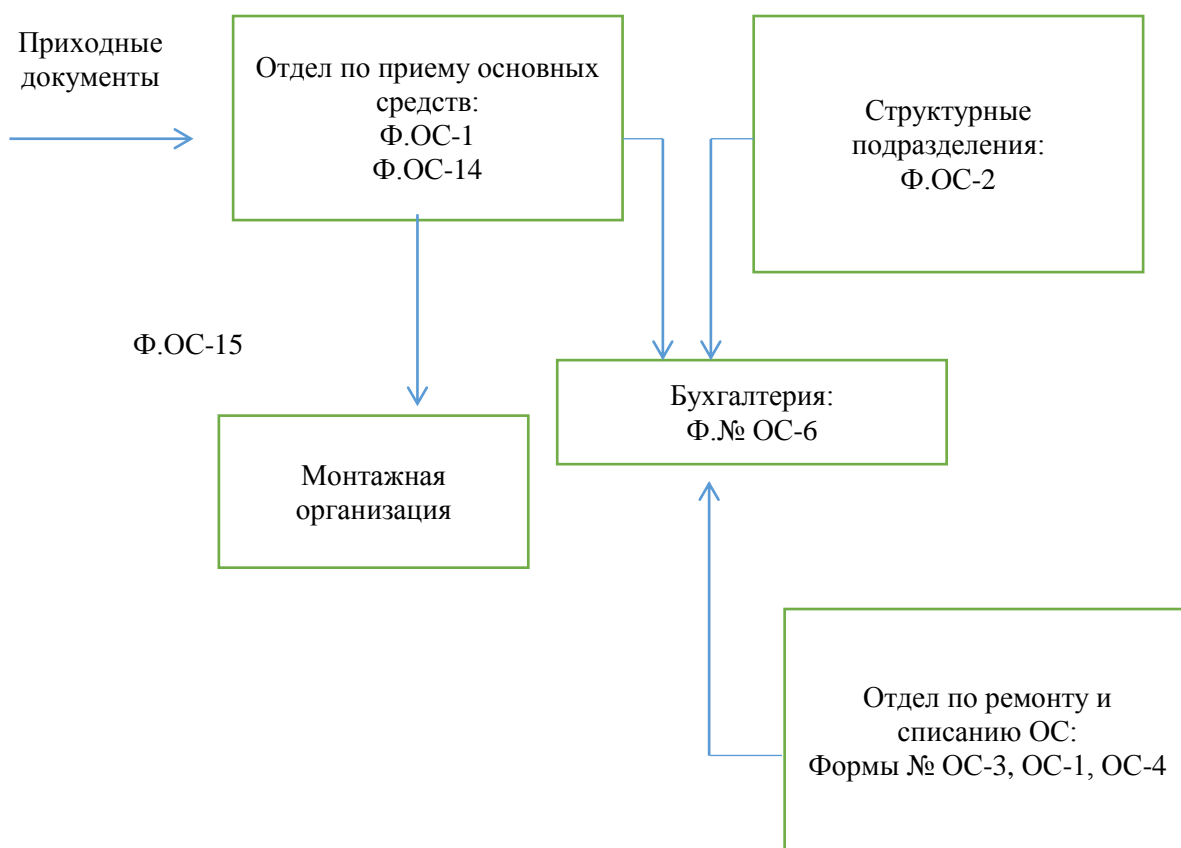 Приходные
документы
Отдел по приему основных
средств:
Ф.ОС-1
Ф.ОС-14
Структурные
подразделения:
Ф.ОС-2
Ф.ОС-15
Бухгалтерия:
Ф.№ ОС-6
Монтажная
организация
Отдел по ремонту и
списанию ОС:
Формы № ОС-3, ОС-1, ОС-4